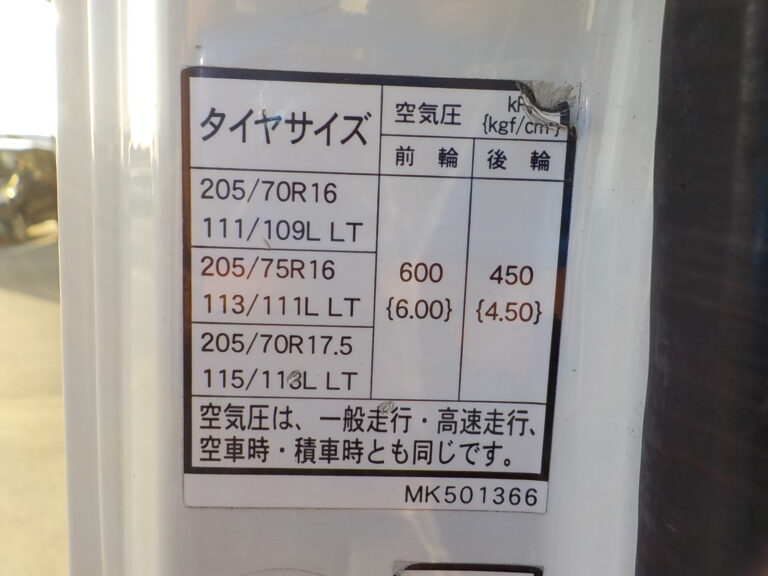 タイヤサイズ
空気圧
{kgf/cm²}
前輪
後輪
205/70R16
111/109L LT
205/75R16
113/111L LT
205/70R17.5
115/113L LT
600
{6.00}
450
{4.50}
空気圧は、一般走行・高速走行、
空車時・積車時とも同じです。
MK501366